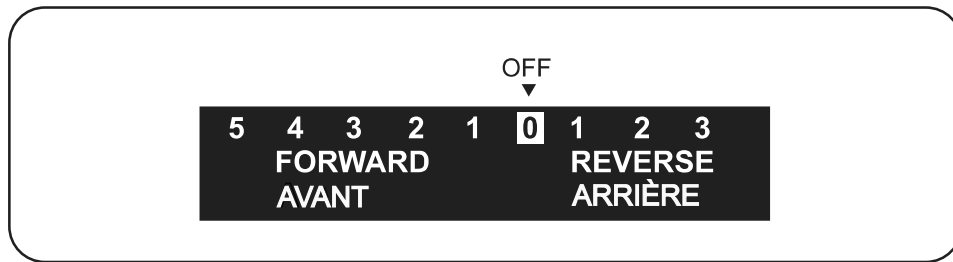 OFF
5 4 3 2 1 0 1 2 3
FORWARD REVERSE
AVANT ARRIÈRE